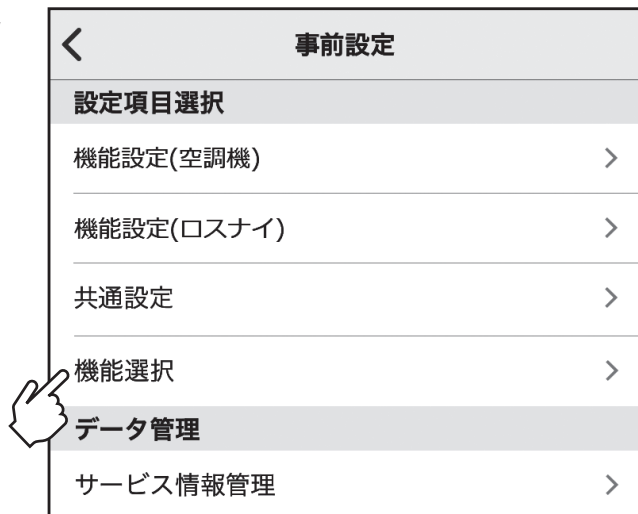 事前設定
設定項目選択
機能設定(空調機)
機能設定(ロスナイ)
共通設定
機能選択
データ管理
サービス情報管理